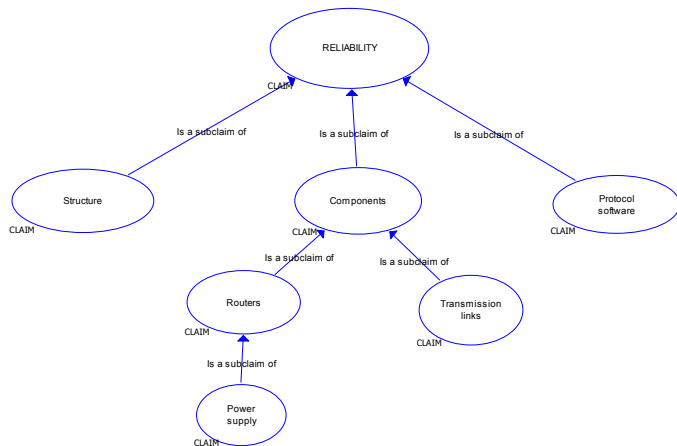 RELIABILITY
CLAIM
Is a subclaim of
Is a subclaim of
Is a subclaim of
Structure
CLAIM
Components
CLAIM
Protocol
software
CLAIM
Is a subclaim of
Is a subclaim of
Routers
CLAIM
Transmission
links
CLAIM
Is a subclaim of
Power
supply
CLAIM